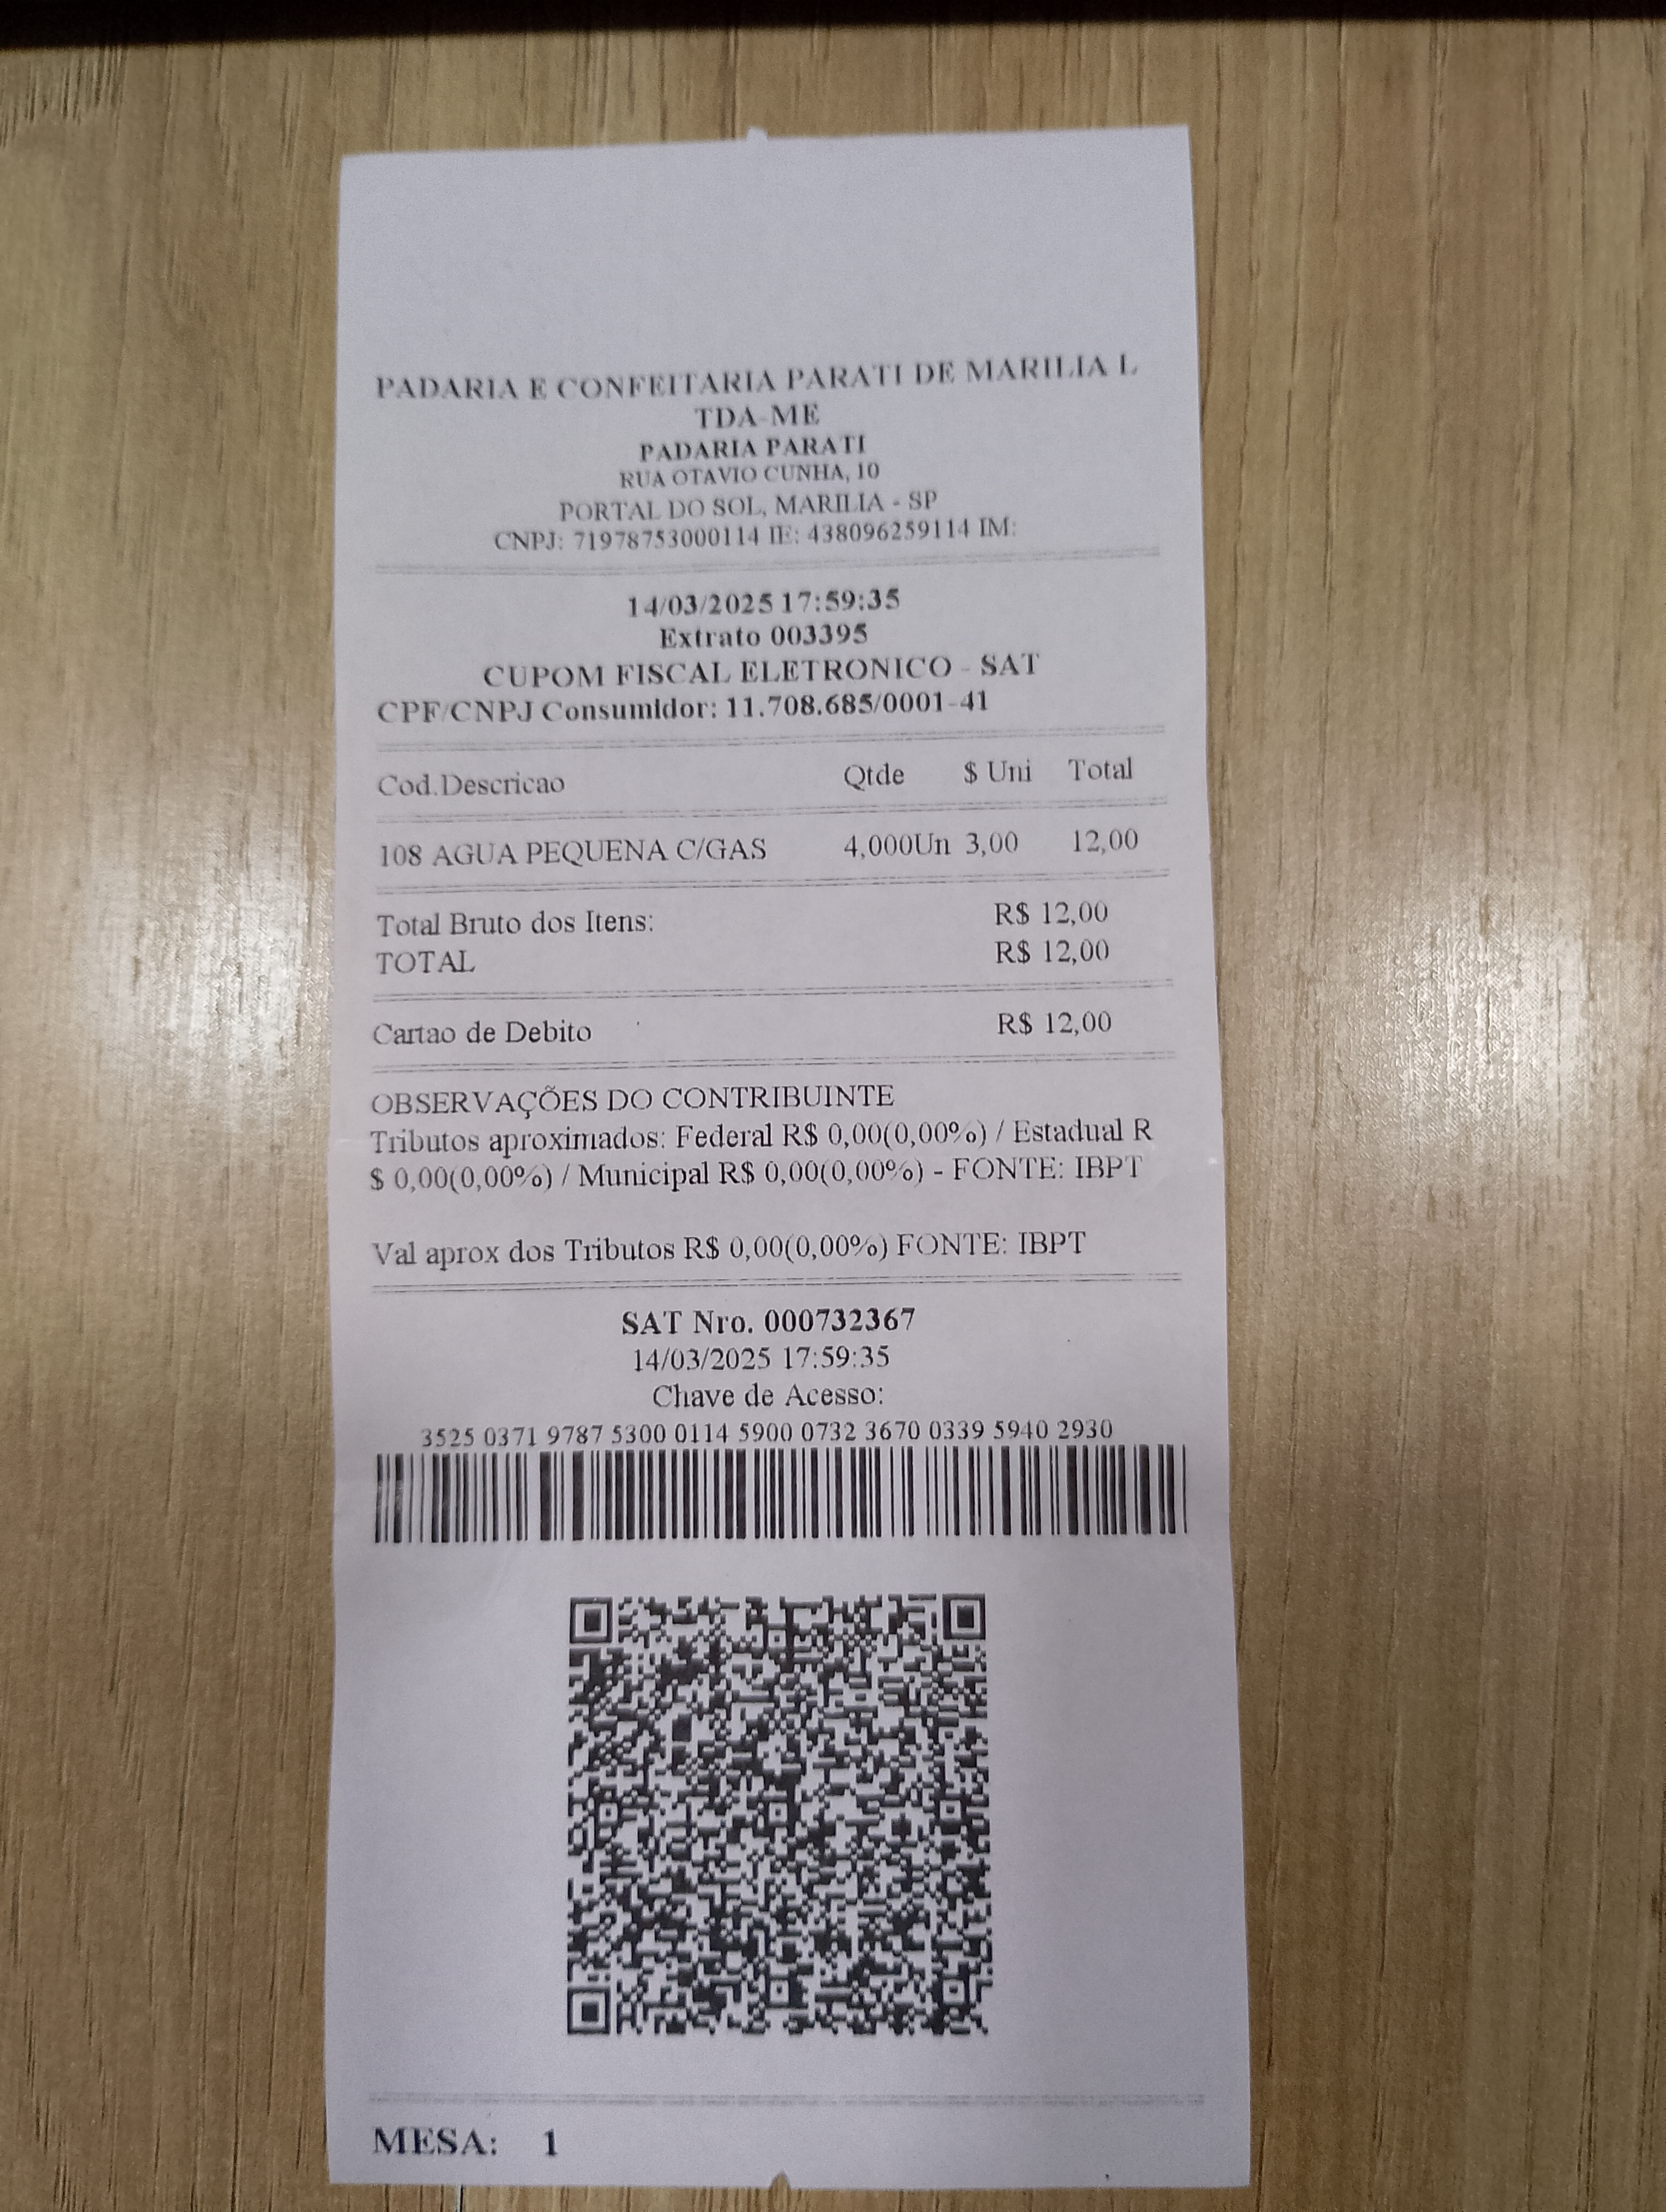 PADARIA E CONFEITARIA PARATI DE MARILIA L
TDA-ME
PADARIA PARATI
RUA OTAVIO CUNHA, 10
PORTAL DO SOL, MARILIA - SP
CNPJ: 71978753000114 IE: 438096259114 IM:
14/03/2025 17:59:35
Extrato 003395
CUPOM FISCAL ELETRONICO - SAT
CPF/CNPJ Consumidor: 11.708.685/0001-41
Cod.Descricao Qtde $ Uni Total
108 AGUA PEQUENA C/GAS 4,000Un 3,00 12,00
Total Bruto dos Itens: R$ 12,00
TOTAL R$ 12,00
Cartao de Debito R$ 12,00
OBSERVAÇÕES DO CONTRIBUINTE
Tributos aproximados: Federal R$ 0,00(0,00%) / Estadual R
$ 0,00(0,00%) / Municipal R$ 0,00(0,00%) - FONTE: IBPT
Val aprox dos Tributos R$ 0,00(0,00%) FONTE: IBPT
SAT Nro. 000732367
14/03/2025 17:59:35
Chave de Acesso:
3525 0371 9787 5300 0114 5900 0732 3670 0339 5940 2930
MESA: 1